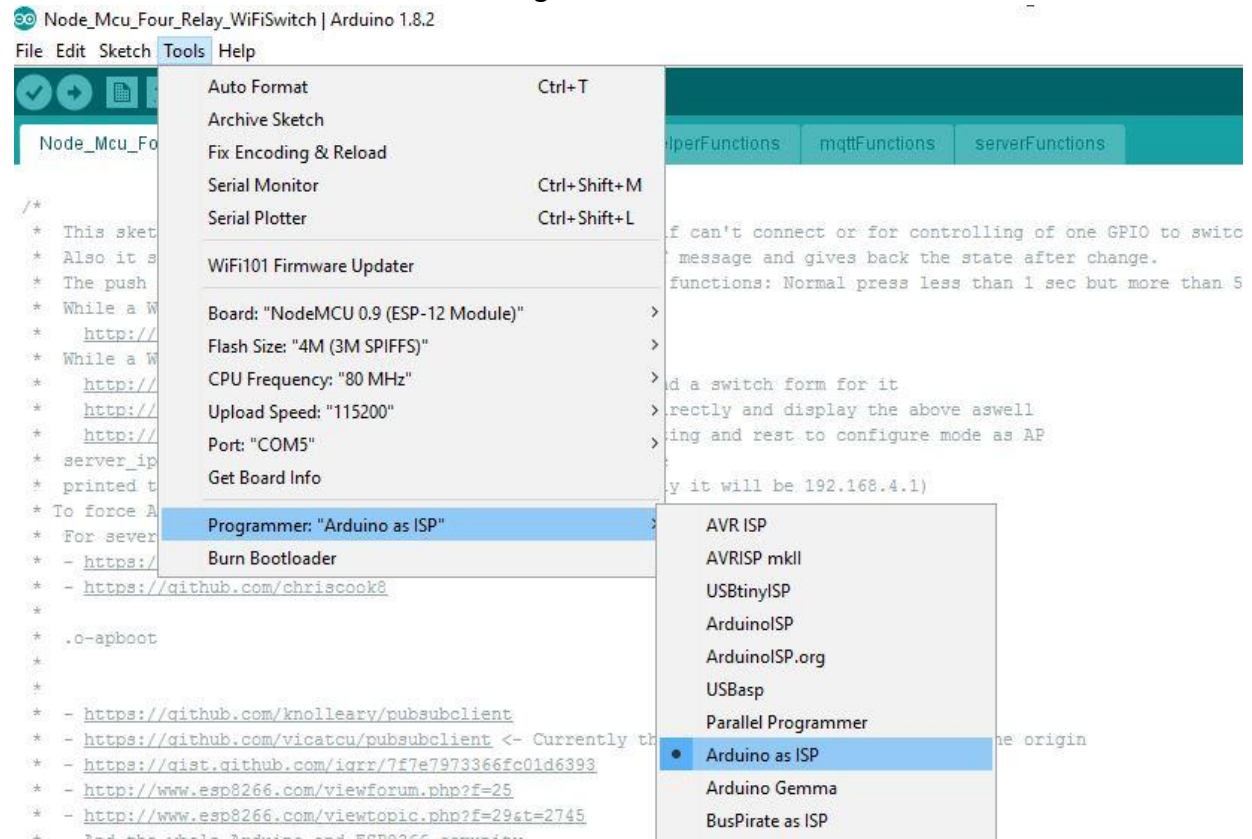 Node_Mcu_Four_Relay_WiFiSwitch | Arduino 1.8.2
File Edit Sketch Tools Help
Auto Format Ctrl+T
Archive Sketch
Node_Mcu_Fo lperFunctions mqttFunctions serverFunctions
Fix Encoding & Reload
Serial Monitor Ctrl+Shift+M
/*
Serial Plotter Ctrl+Shift+L
* This sket f can't connect or for controlling of one GPIO to switc
* Also it s message and gives back the state after change.
WiFi101 Firmware Updater
* The push functions: Normal press less than 1 sec but more than 5
* While a W
Board: "NodeMCU 0.9 (ESP-12 Module)"
* http://
Flash Size: "4M (3M SPIFFS)"
* While a W
CPU Frequency: "80 MHz"
* http:// d a switch form for it
* http:// rectly and display the above aswell
Upload Speed: "115200"
* http:// ing and rest to configure mode as AP
Port: "COM5"
* server_ip
Get Board Info
* printed t y it will be 192.168.4.1)
* To force A
Programmer: "Arduino as ISP"
* For sever
Burn Bootloader
* - https:/
* - https://github.com/chriscook8
*
* .o-apboot
*
*
* - https://github.com/knolleary/pubsubclient
* - https://github.com/vicatcu/pubsubclient <- Currently th e origin
* - https://gist.github.com/igrr/7f7e7973366fc01d6393
* - http://www.esp8266.com/viewforum.php?f=25
* - http://www.esp8266.com/viewtopic.php?f=29&t=2745
* - And the whole Arduino and ESP8266 comunity
AVR ISP
AVRISP mkII
USBtinyISP
ArduinoISP
ArduinoISP.org
USBasp
Parallel Programmer
Arduino as ISP
Arduino Gemma
BusPirate as ISP